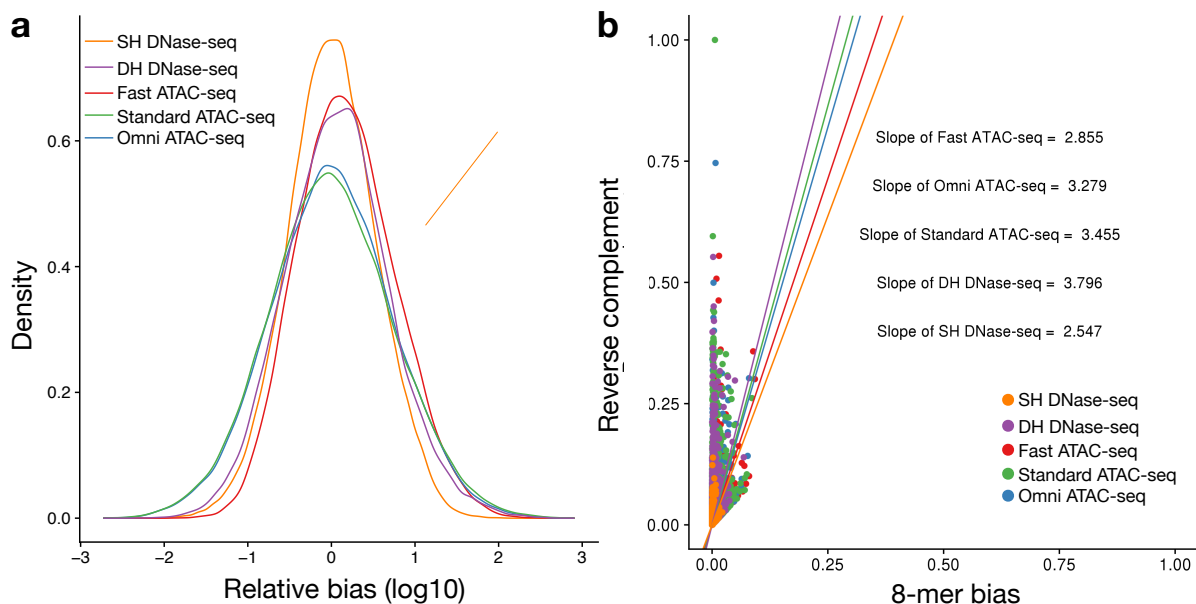 a
SH DNase-seq
DH DNase-seq
Fast ATAC-seq
Standard ATAC-seq
Omni ATAC-seq
Density
0.6
0.4
0.2
0.0
−3
−2
−1
0
1
2
3
Relative bias (log10)
b
Reverse complement
1.00
0.75
0.50
0.25
0.00
Slope of Fast ATAC-seq = 2.855
Slope of Omni ATAC-seq = 3.279
Slope of Standard ATAC-seq = 3.455
Slope of DH DNase-seq = 3.796
Slope of SH DNase-seq = 2.547
SH DNase-seq
DH DNase-seq
Fast ATAC-seq
Standard ATAC-seq
Omni ATAC-seq
0.00
0.25
0.50
0.75
1.00
8-mer bias